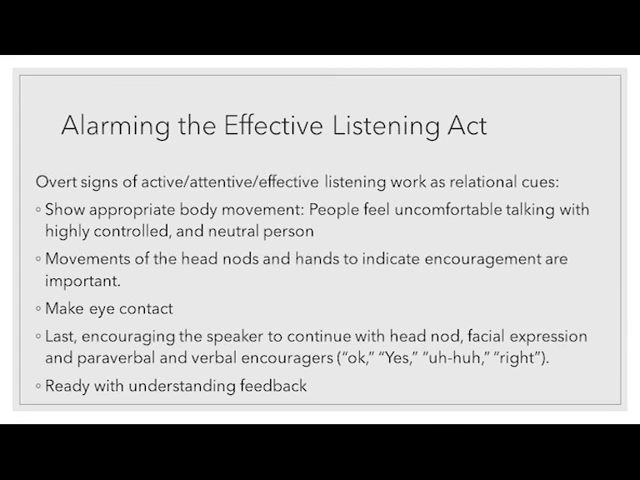 Alarming the Effective Listening Act
Overt signs of active/attentive/effective listening work as relational cues:
◦ Show appropriate body movement: People feel uncomfortable talking with
highly controlled, and neutral person
◦ Movements of the head nods and hands to indicate encouragement are
important.
◦ Make eye contact
◦ Last, encouraging the speaker to continue with head nod, facial expression
and paraverbal and verbal encouragers (“ok,” “Yes,” “uh-huh,” “right”).
◦ Ready with understanding feedback